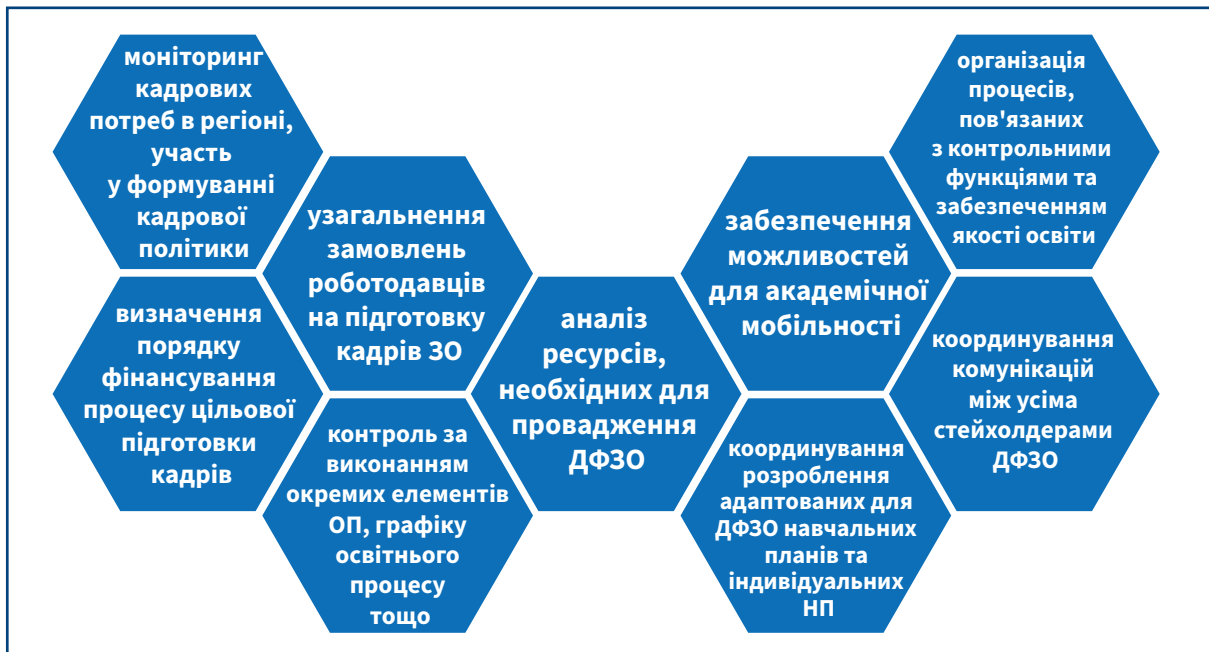 моніторинг
кадрових
потреб в регіоні,
участь
у формуванні
кадрової
політики
визначення
порядку
фінансування
процесу цільової
підготовки
кадрів
узагальнення
замовлень
роботодавців
на підготовку
кадрів ЗО
контроль за
виконанням
окремих елементів
ОП, графіку
освітнього
процесу
тощо
аналіз
ресурсів,
необхідних для
провадження
ДФЗО
забезпечення
можливостей
для академічної
мобільності
координування
розроблення
адаптованих для
ДФЗО навчальних
планів та
індивідуальних
НП
організація
процесів,
пов'язаних
з контрольними
функціями та
забезпеченням
якості освіти
координування
комунікацій
між усіма
стейхолдерами
ДФЗО